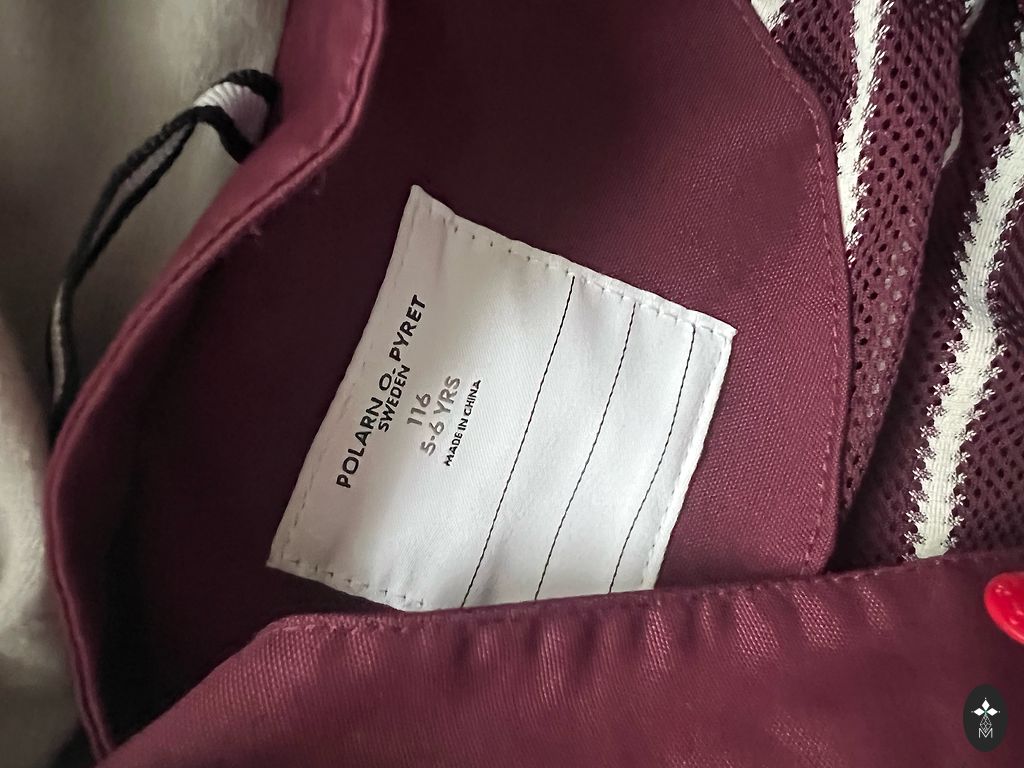 POLARN O. PYRET
SWEDEN
116
5-6 YRS
MADE IN CHINA
M